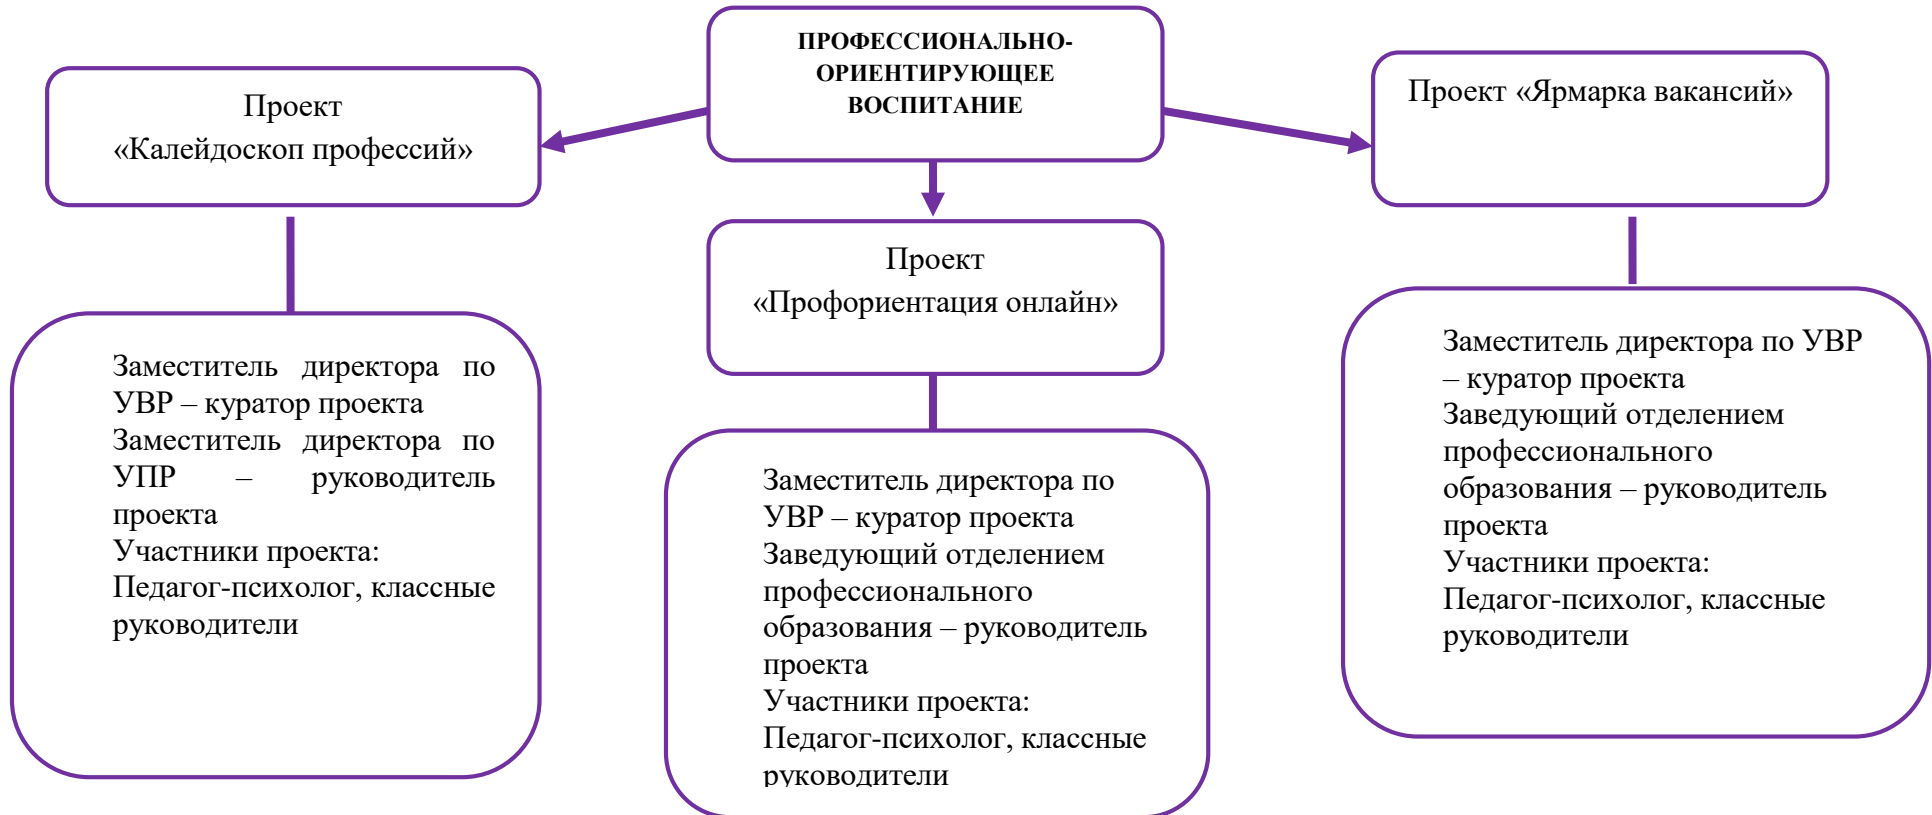 ПРОФЕССИОНАЛЬНО-
ОРИЕНТИРУЮЩЕЕ
ВОСПИТАНИЕ
Проект
«Калейдоскоп профессий»
Проект «Ярмарка вакансий»
Проект
«Профориентация онлайн»
Заместитель директора по
УВР – куратор проекта
Заместитель директора по
УПР – руководитель
проекта
Участники проекта:
Педагог-психолог, классные
руководители
Заместитель директора по
УВР – куратор проекта
Заведующий отделением
профессионального
образования – руководитель
проекта
Участники проекта:
Педагог-психолог, классные
руководители
Заместитель директора по УВР
– куратор проекта
Заведующий отделением
профессионального
образования – руководитель
проекта
Участники проекта:
Педагог-психолог, классные
руководители